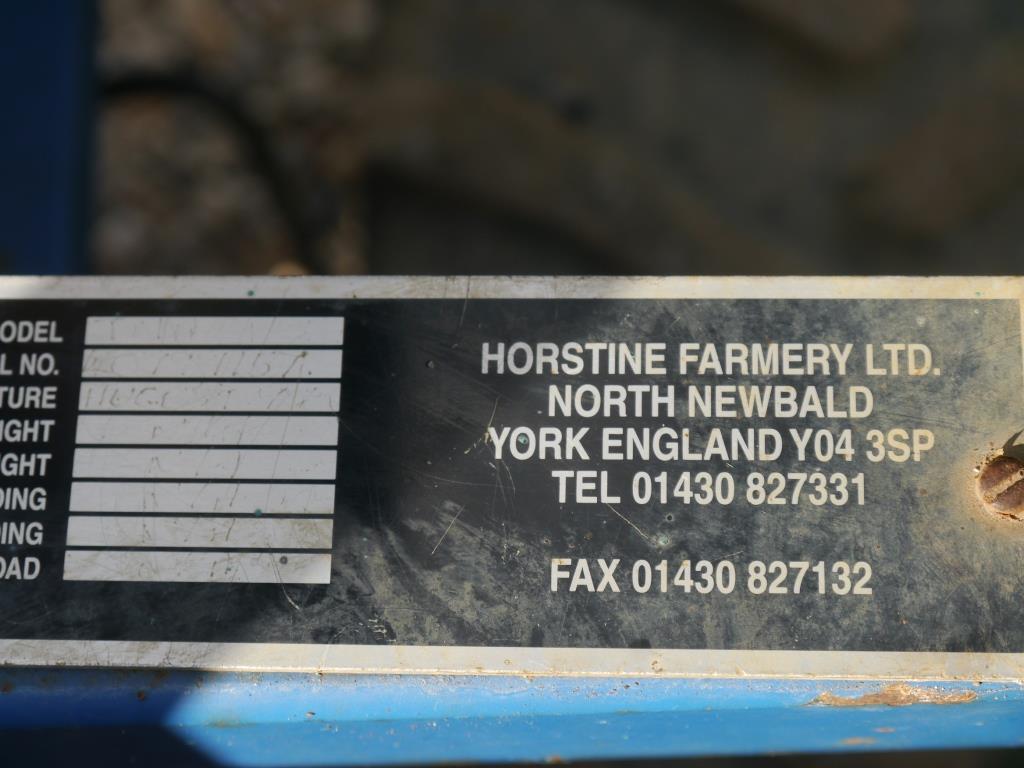 ODEL
L NO.
TURE
IGHT
IGHT
DING
DING
OAD
HORSTINE FARMERY LTD.
NORTH NEWBALD
YORK ENGLAND Y04 3SP
TEL 01430 827331
FAX 01430 827132